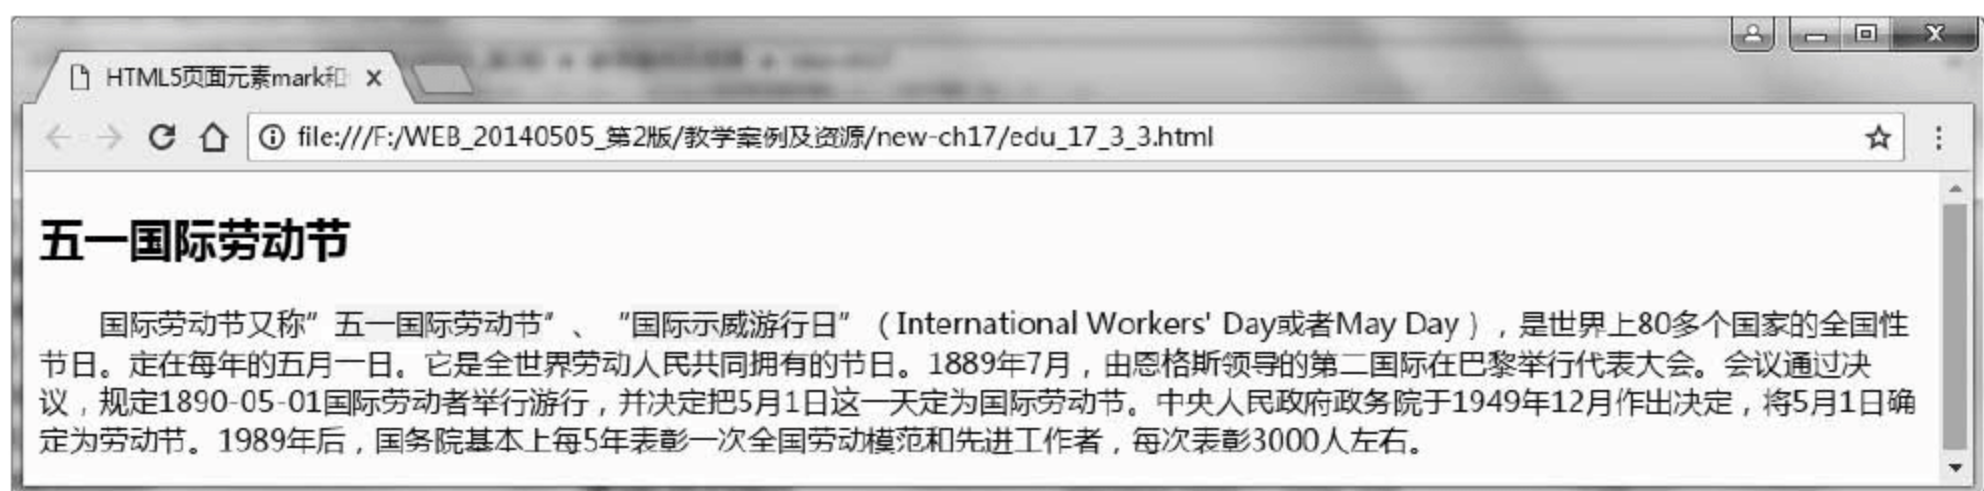 HTML5页面元素mark和
file:///F:/WEB_20140505_第2版/教学案例及资源/new-ch17/edu_17_3_3.html
五一国际劳动节
国际劳动节又称"五一国际劳动节"、"国际示威游行日"（International Workers' Day或者May Day），是世界上80多个国家的全国性
节日。定在每年的五月一日。它是全世界劳动人民共同拥有的节日。1889年7月，由恩格斯领导的第二国际在巴黎举行代表大会。会议通过决
议，规定1890-05-01国际劳动者举行游行，并决定把5月1日这一天定为国际劳动节。中央人民政府政务院于1949年12月作出决定，将5月1日确
定为劳动节。1989年后，国务院基本上每5年表彰一次全国劳动模范和先进工作者，每次表彰3000人左右。